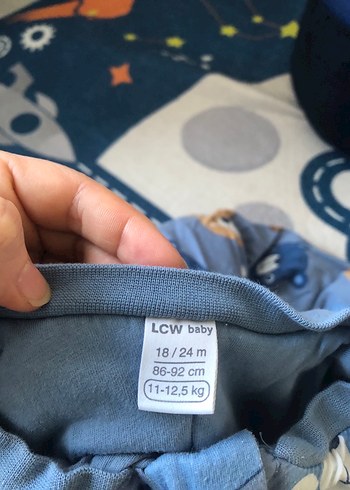 LCW baby
18 / 24 m
86-92 cm
11-12,5 kg